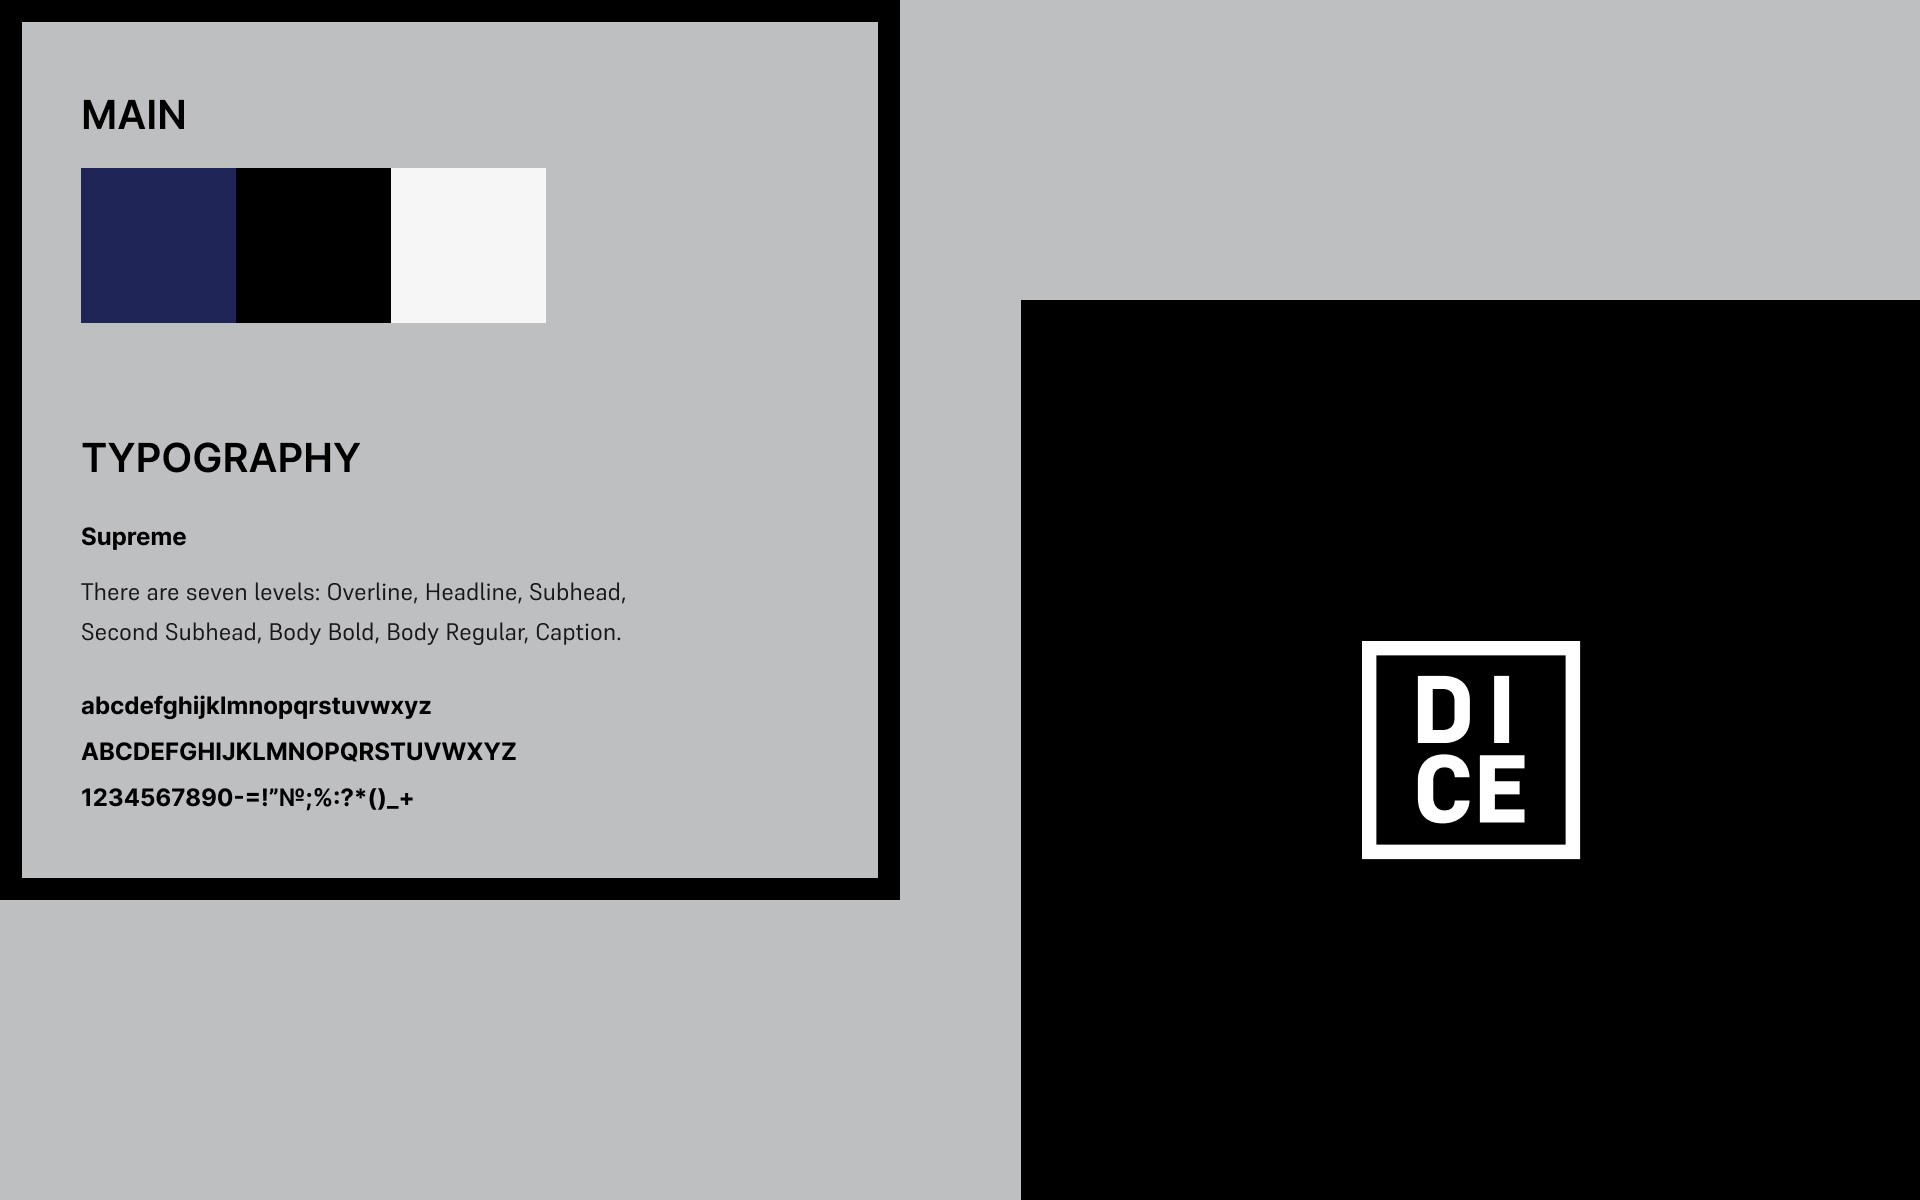 MAIN
TYPOGRAPHY
Supreme
There are seven levels: Overline, Headline, Subhead,
Second Subhead, Body Bold, Body Regular, Caption.
abcdefghijklmnopqrstuvwxyz
ABCDEFGHIJKLMNOPQRSTUVWXYZ
1234567890-=!”№;%:?*()_+
DI
CE